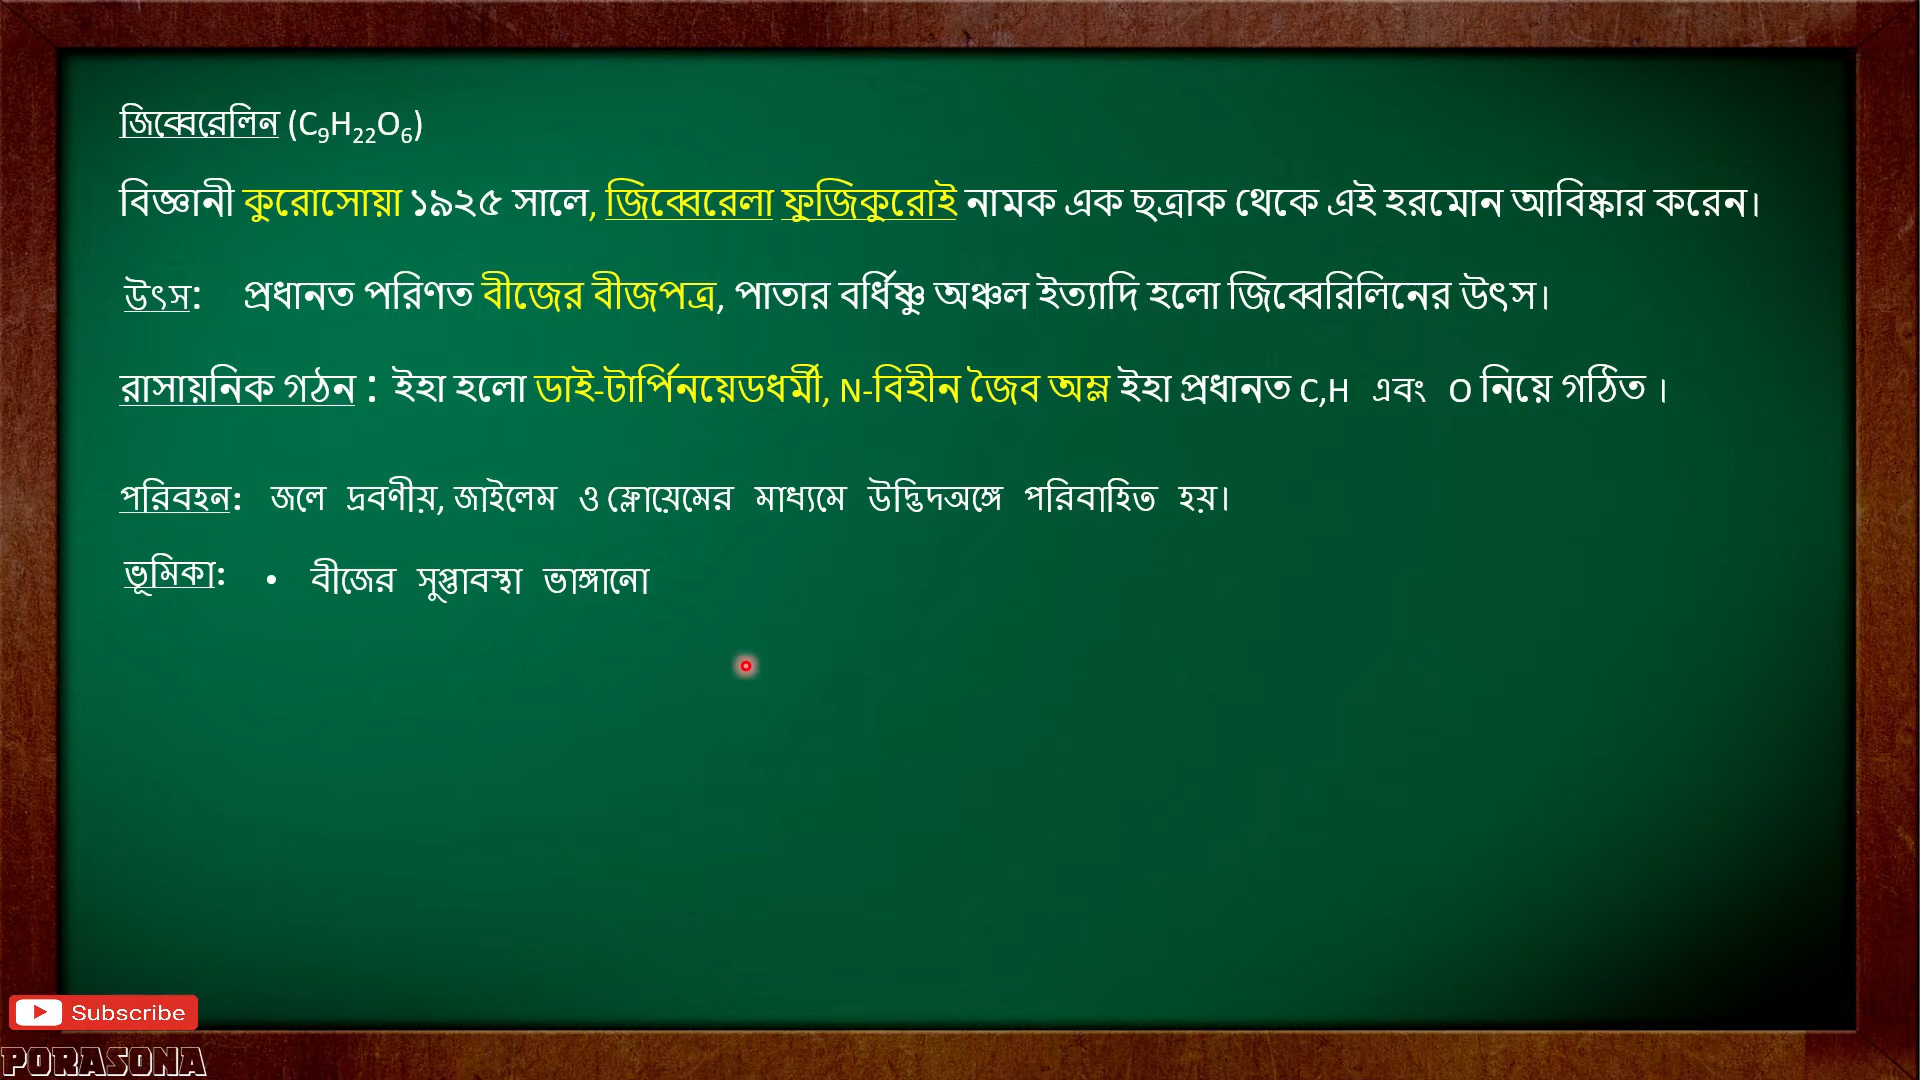 জিব্বেরেলিন (C₉H₂₂O₆)
বিজ্ঞানী কুরোসোয়া ১৯২৫ সালে, জিব্বেরেলা ফুজিকুরোই নামক এক ছত্রাক থেকে এই হরমোন আবিষ্কার করেন।
উৎস: প্রধানত পরিণত বীজের বীজপত্র, পাতার বর্ধিষ্ণু অঞ্চল ইত্যাদি হলো জিব্বেরিলিনের উৎস।
রাসায়নিক গঠন : ইহা হলো ডাই-টার্পিনয়েডধর্মী, N-বিহীন জৈব অম্ল ইহা প্রধানত C,H এবং O নিয়ে গঠিত ।
পরিবহন: জলে দ্রবণীয়, জাইলেম ও ফ্লোয়েমের মাধ্যমে উদ্ভিদঅঙ্গে পরিবাহিত হয়।
ভূমিকা: • বীজের সুপ্তাবস্থা ভাঙ্গানো
Subscribe
PORASONA